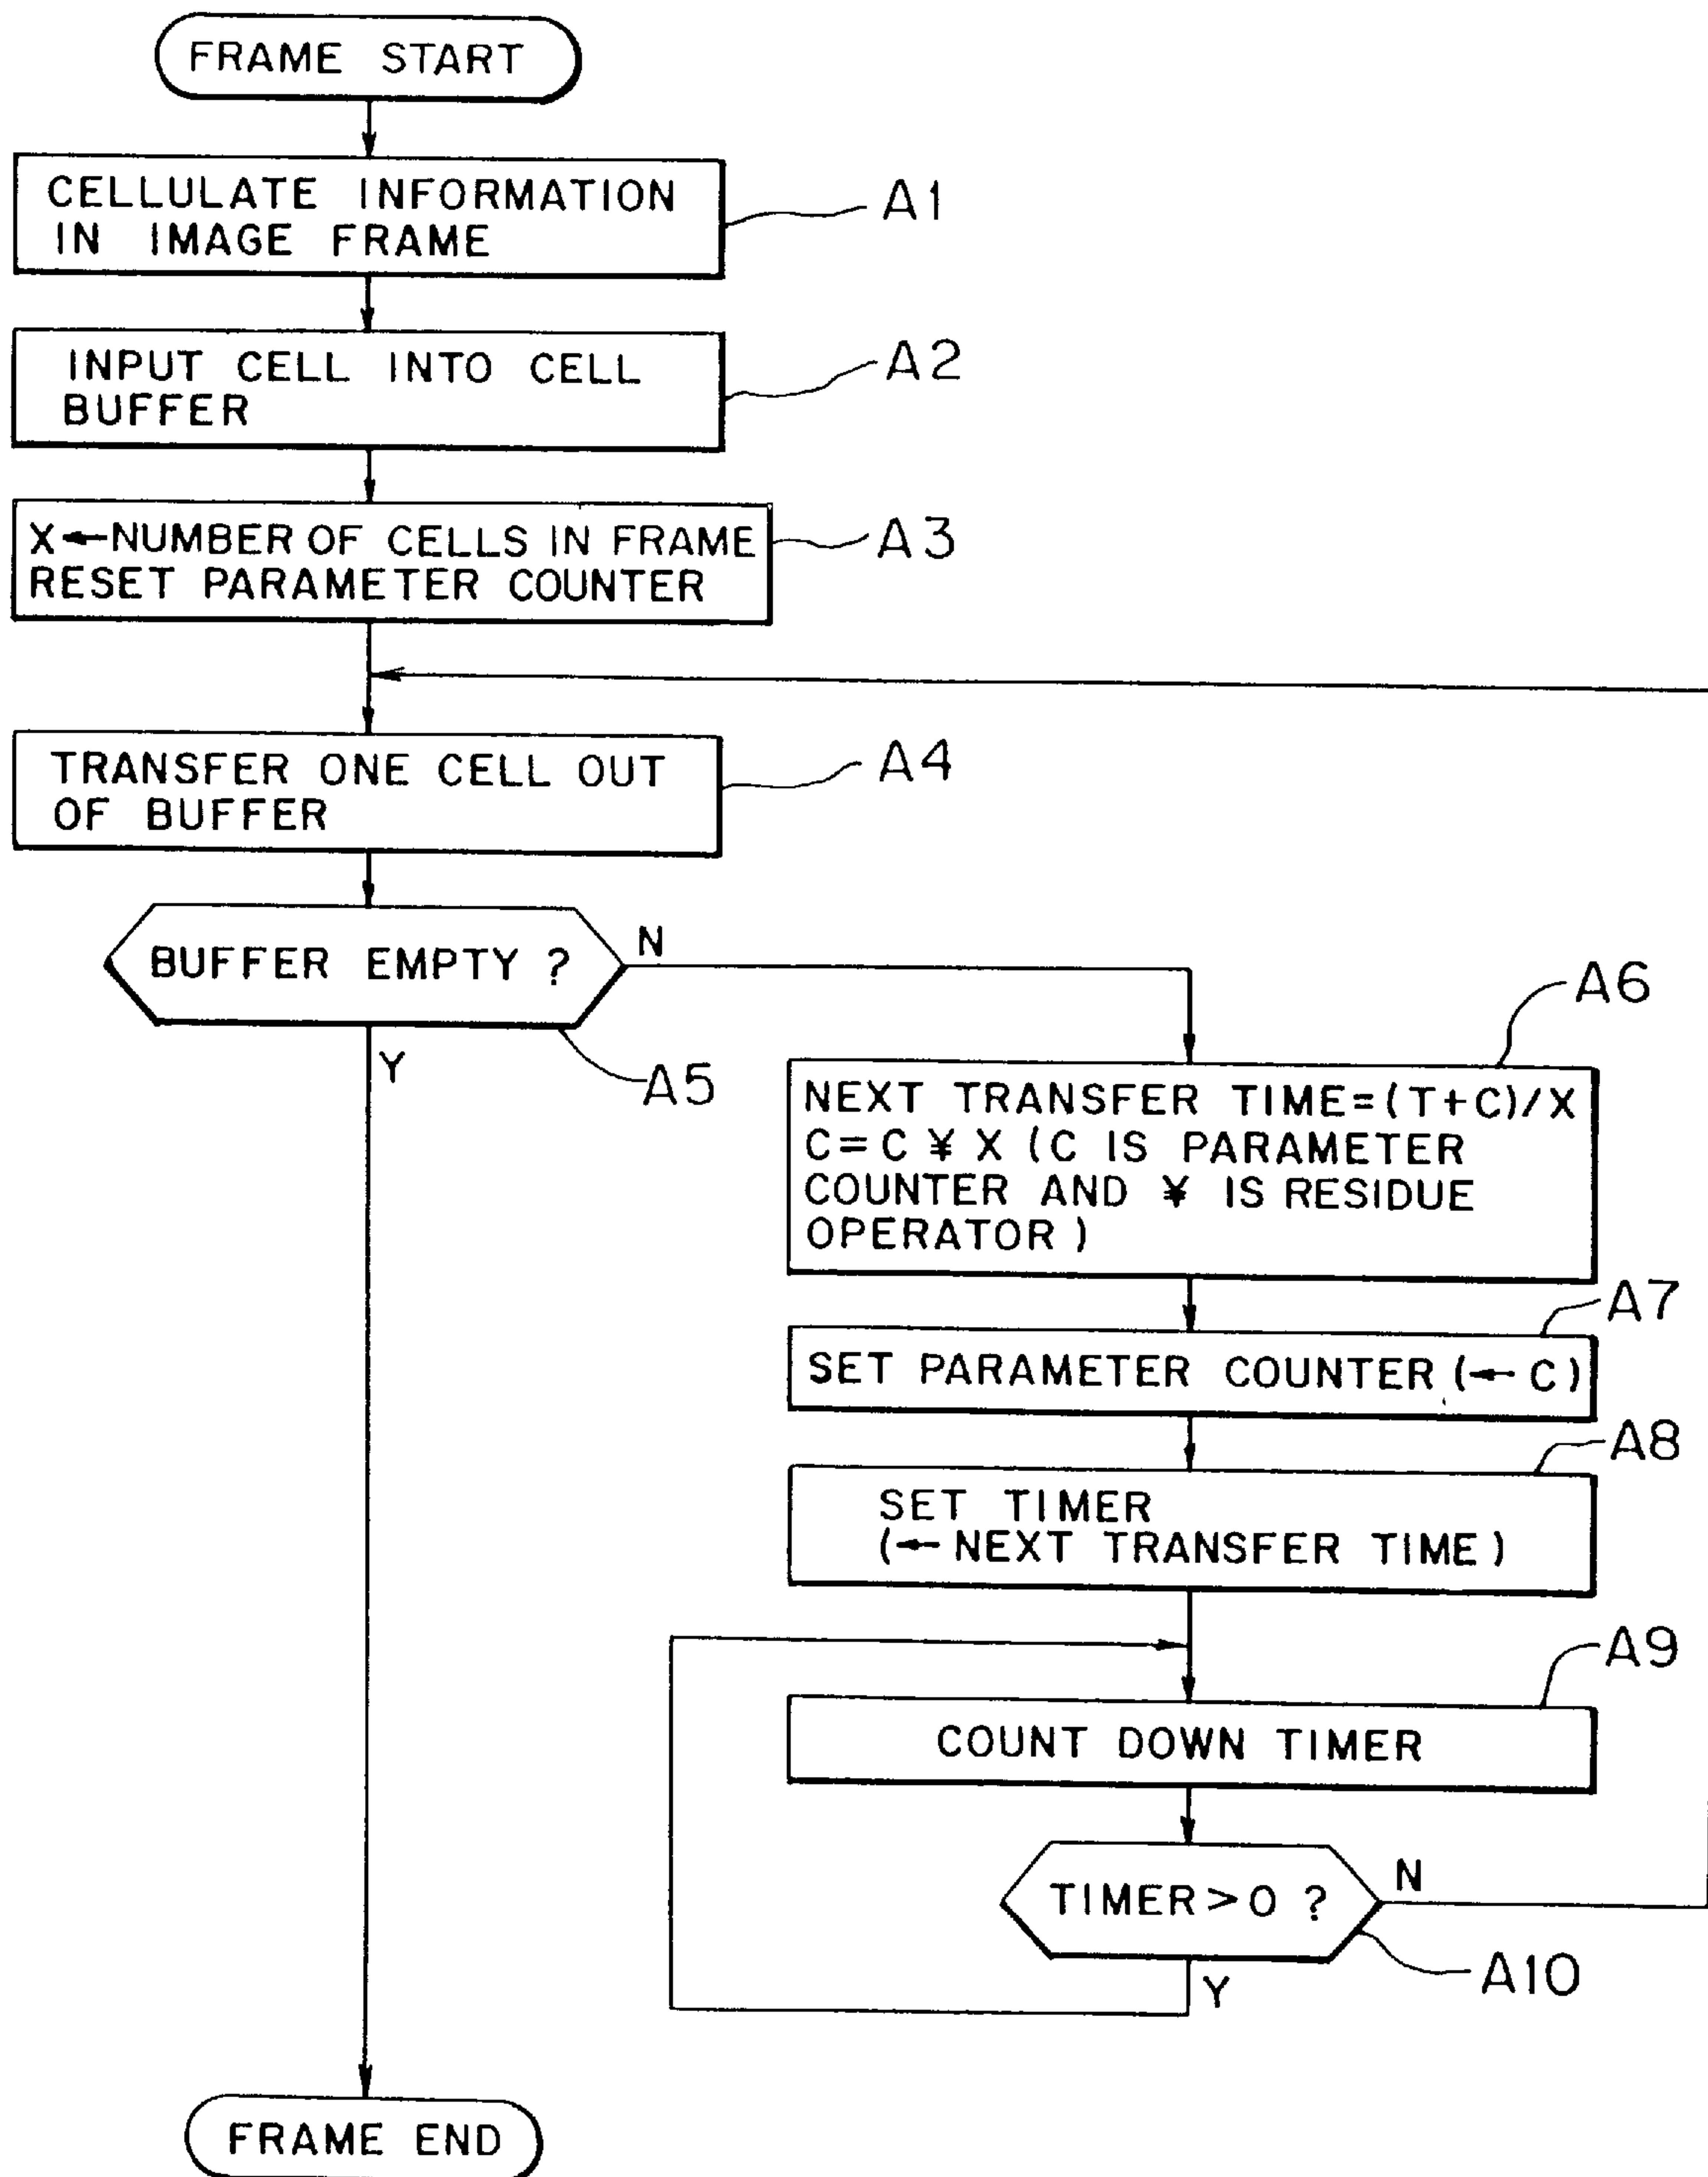 FRAME START
CELLULATE INFORMATION
IN IMAGE FRAME
A1
INPUT CELL INTO CELL
BUFFER
A2
X←NUMBER OF CELLS IN FRAME
RESET PARAMETER COUNTER
A3
TRANSFER ONE CELL OUT
OF BUFFER
A4
BUFFER EMPTY ?
N
Y
A5
A6
NEXT TRANSFER TIME=(T+C)/X
C=C ¥ X (C IS PARAMETER
COUNTER AND ¥ IS RESIDUE
OPERATOR)
A7
SET PARAMETER COUNTER (← C)
A8
SET TIMER
(← NEXT TRANSFER TIME)
A9
COUNT DOWN TIMER
TIMER>0 ?
N
Y
A10
FRAME END